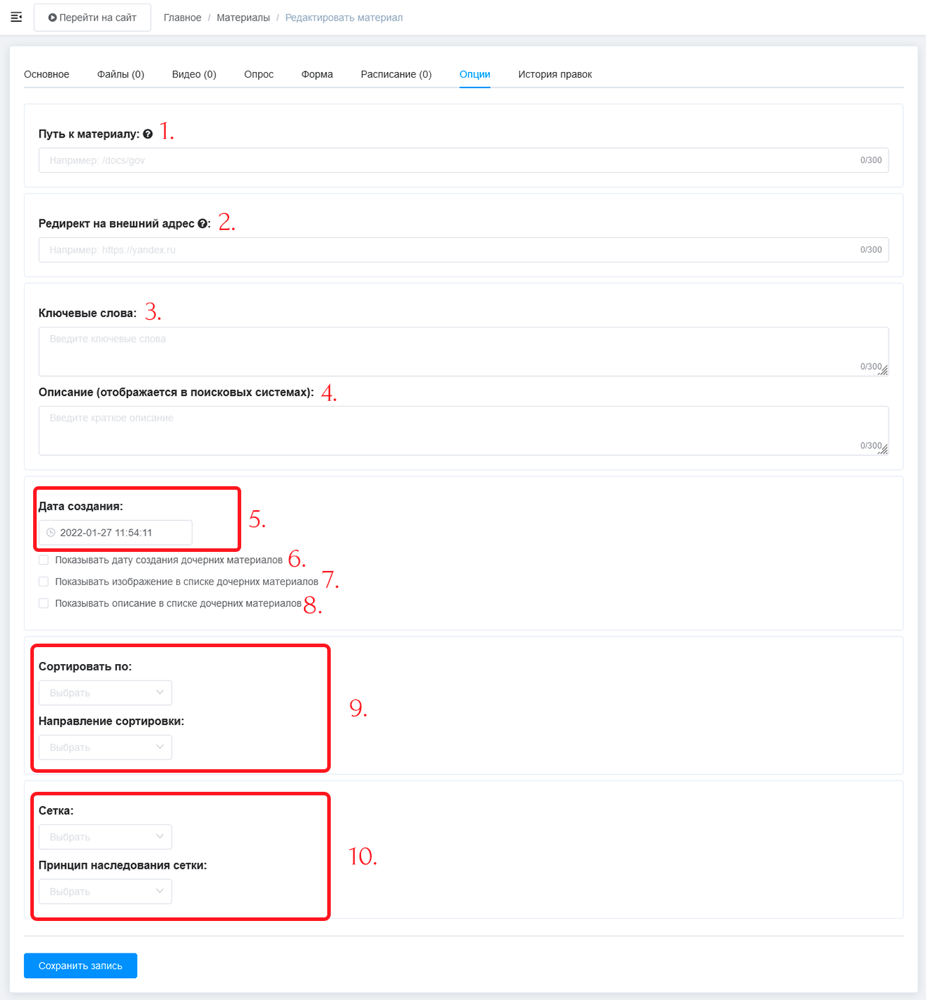 Перейти на сайт Главное / Материалы / Редактировать материал
Основное Файлы (0) Видео (0) Опрос Форма Расписание (0) Опции История правок
Путь к материалу: 1.
Например: /docs/gov 0/300
Редирект на внешний адрес : 2.
Например: https://yandex.ru 0/300
Ключевые слова: 3.
Введите ключевые слова
0/300
Описание (отображается в поисковых системах): 4.
Введите краткое описание
0/300
Дата создания:
5.
2022-01-27 11:54:11
Показывать дату создания дочерних материалов 6.
Показывать изображение в списке дочерних материалов 7.
Показывать описание в списке дочерних материалов 8.
Сортировать по:
Выбрать
9.
Направление сортировки:
Выбрать
Сетка:
Выбрать
10.
Принцип наследования сетки:
Выбрать
Сохранить запись